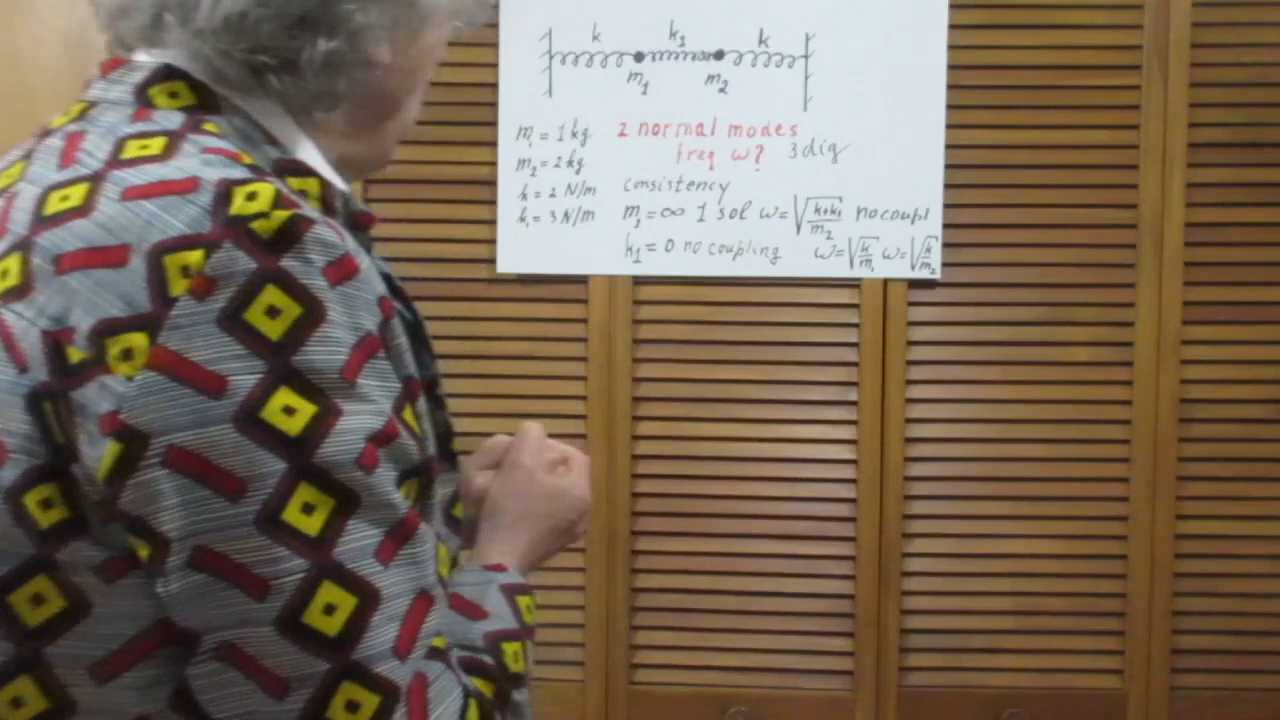 k k₁ k
m₁ m₂
m₁ = 1 kg 2 normal modes
m₂ = 2 kg freq ω? 3 dig
k = 2 N/m consistency
k₁ = 3 N/m m₁ = ∞ 1 sol ω = √(k+k₁/m₂) no coupl
k₁ = 0 no coupling ω = √(k/m₁) ω = √(k/m₂)